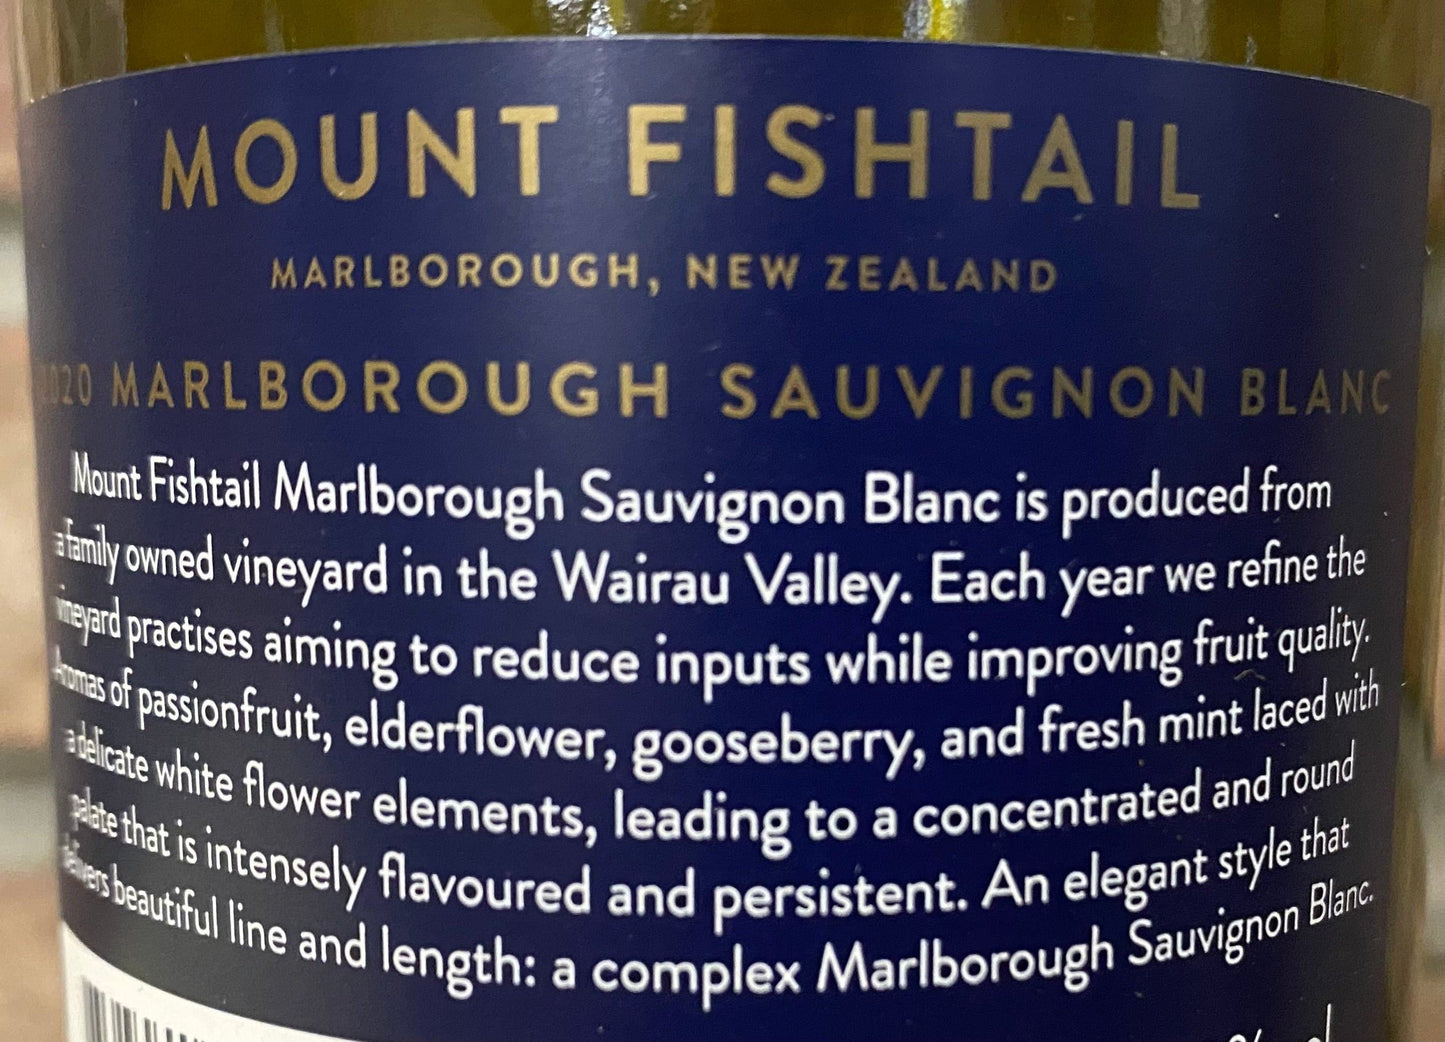 MOUNT FISHTAIL
MARLBOROUGH, NEW ZEALAND
2020 MARLBOROUGH SAUVIGNON BLANC
Mount Fishtail Marlborough Sauvignon Blanc is produced from
a family owned vineyard in the Wairau Valley. Each year we refine the
vineyard practises aiming to reduce inputs while improving fruit quality.
Aromas of passionfruit, elderflower, gooseberry, and fresh mint laced with
a delicate white flower elements, leading to a concentrated and round
palate that is intensely flavoured and persistent. An elegant style that
delivers beautiful line and length: a complex Marlborough Sauvignon Blanc.